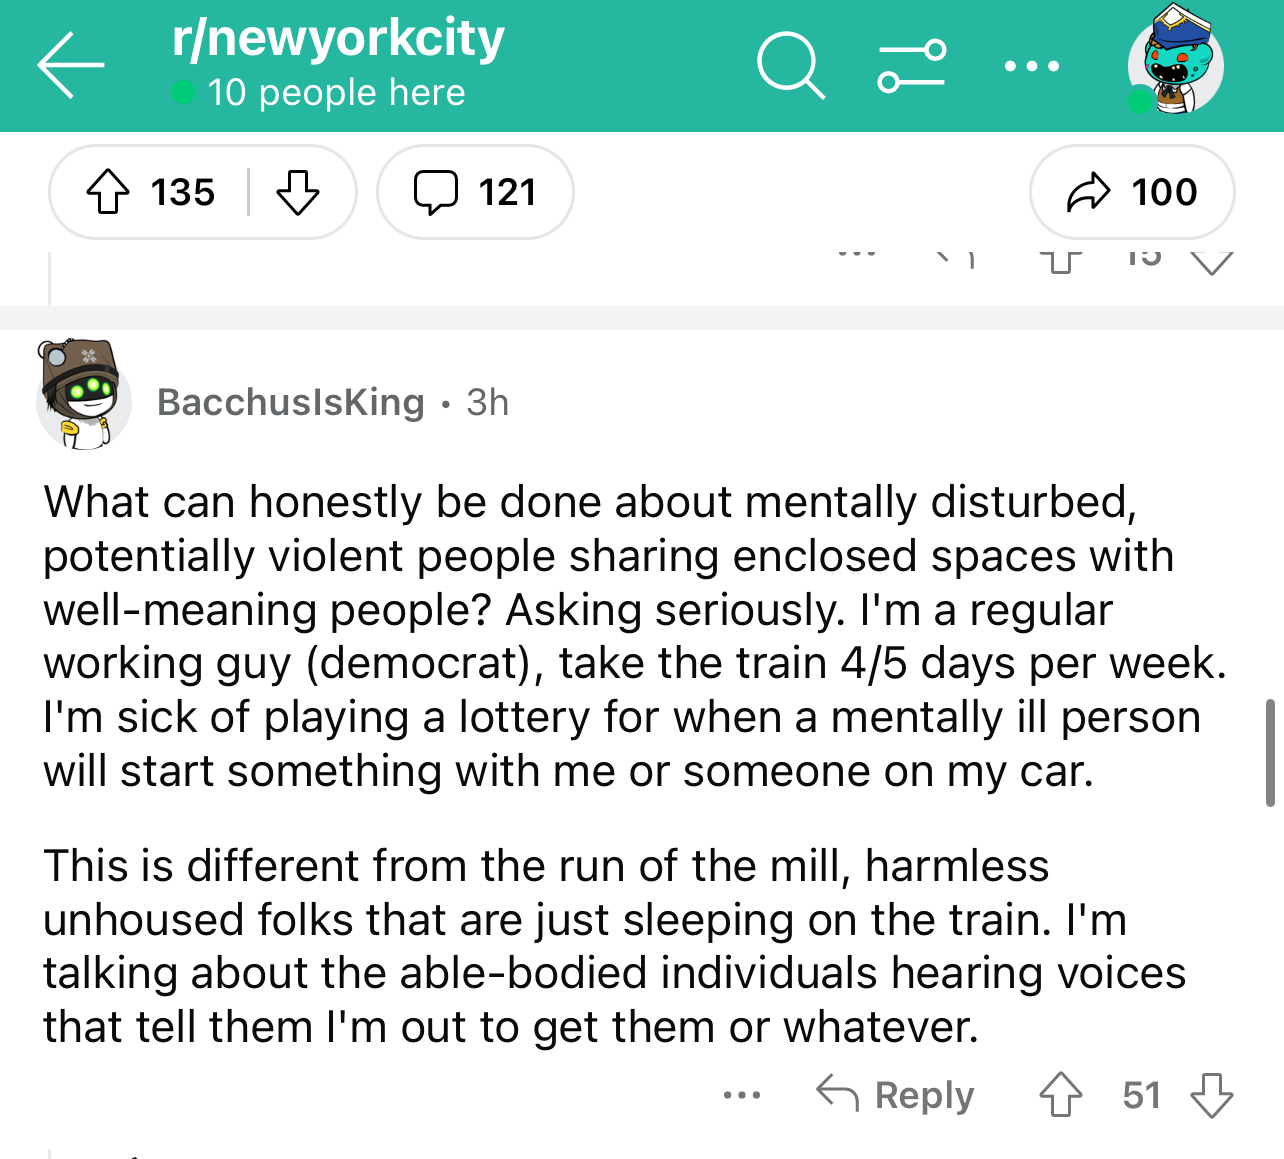 r/newyorkcity
10 people here
135
121
100
15
BacchusIsKing • 3h
What can honestly be done about mentally disturbed,
potentially violent people sharing enclosed spaces with
well-meaning people? Asking seriously. I'm a regular
working guy (democrat), take the train 4/5 days per week.
I'm sick of playing a lottery for when a mentally ill person
will start something with me or someone on my car.
This is different from the run of the mill, harmless
unhoused folks that are just sleeping on the train. I'm
talking about the able-bodied individuals hearing voices
that tell them I'm out to get them or whatever.
Reply 51